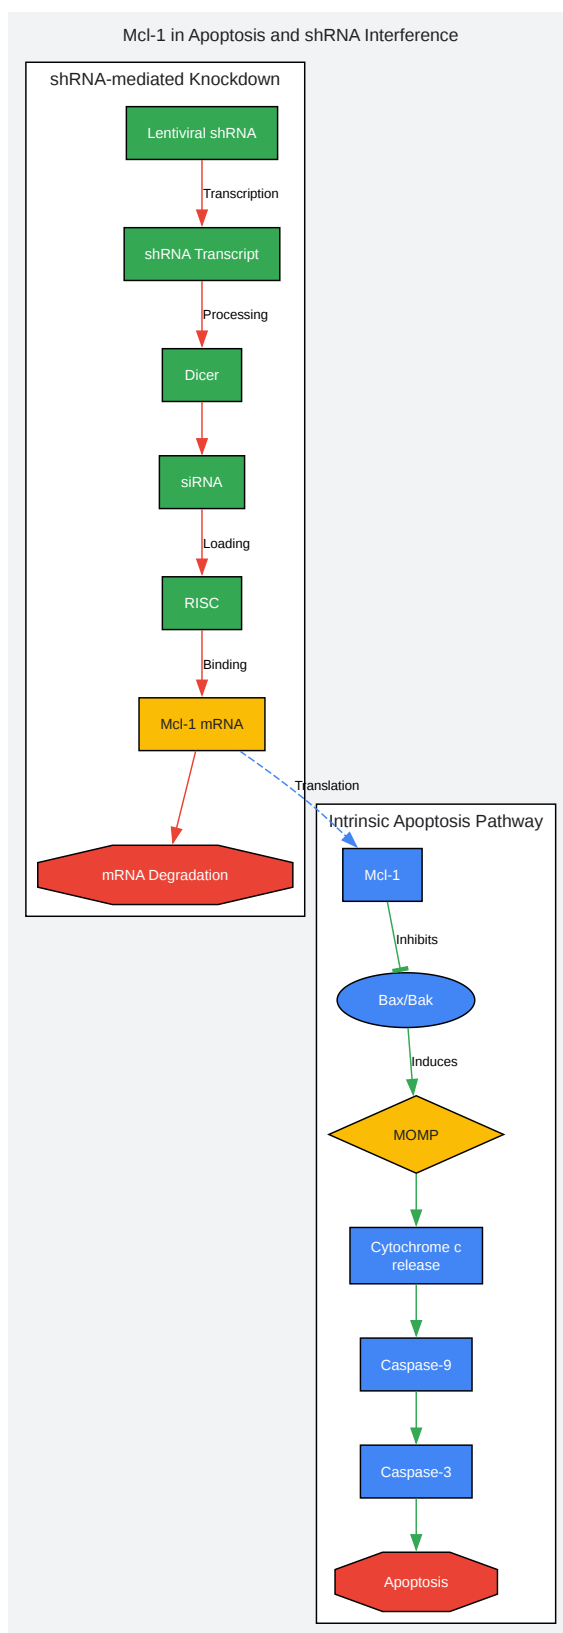 Mcl-1 in Apoptosis and shRNA Interference
shRNA-mediated Knockdown
Lentiviral shRNA
Transcription
shRNA Transcript
Processing
Dicer
siRNA
Loading
RISC
Binding
Mcl-1 mRNA
Translation
mRNA Degradation
Intrinsic Apoptosis Pathway
Mcl-1
Inhibits
Bax/Bak
Induces
MOMP
Cytochrome c
release
Caspase-9
Caspase-3
Apoptosis